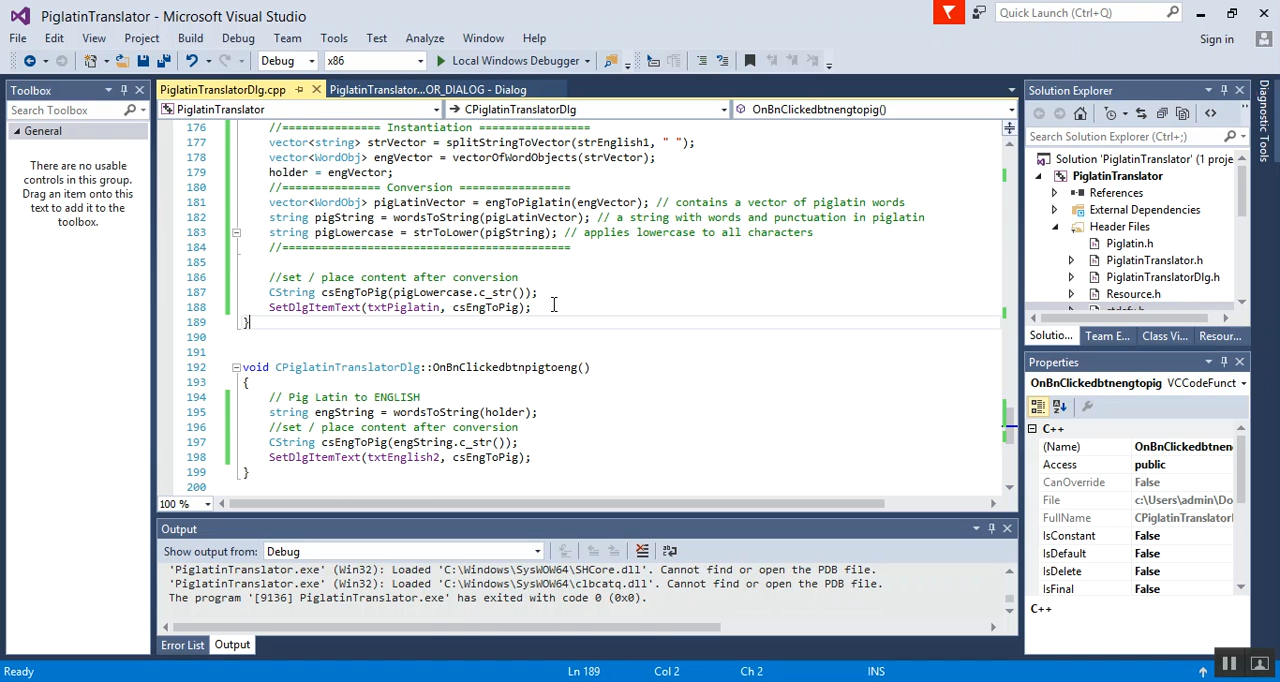 PiglatinTranslator - Microsoft Visual Studio
Quick Launch (Ctrl+Q)
File Edit View Project Build Debug Team Tools Test Analyze Window Help
Sign in
Debug x86 Local Windows Debugger
Toolbox
Search Toolbox
General
There are no usable
controls in this group.
Drag an item onto this
text to add it to the
toolbox.
PiglatinTranslatorDlg.cpp PiglatinTranslator...OR_DIALOG - Dialog
PiglatinTranslator CPiglatinTranslatorDlg OnBnClickedbtnengtopig()
176 //=============== Instantiation =================
177 vector<string> strVector = splitStringToVector(strEnglish1, " ");
178 vector<WordObj> engVector = vectorOfWordObjects(strVector);
179 holder = engVector;
180 //=============== Conversion =================
181 vector<WordObj> pigLatinVector = engToPiglatin(engVector); // contains a vector of piglatin words
182 string pigString = wordsToString(pigLatinVector); // a string with words and punctuation in piglatin
183 string pigLowercase = strToLower(pigString); // applies lowercase to all characters
184 //============================================
185
186 //set / place content after conversion
187 CString csEngToPig(pigLowercase.c_str());
188 SetDlgItemText(txtPiglatin, csEngToPig);
189 }
190
191
192 void CPiglatinTranslatorDlg::OnBnClickedbtnpigtoeng()
193 {
194 // Pig Latin to ENGLISH
195 string engString = wordsToString(holder);
196 //set / place content after conversion
197 CString csEngToPig(engString.c_str());
198 SetDlgItemText(txtEnglish2, csEngToPig);
199 }
200
100 %
Output
Show output from: Debug
'PiglatinTranslator.exe' (Win32): Loaded 'C:\Windows\SysWOW64\SHCore.dll'. Cannot find or open the PDB file.
'PiglatinTranslator.exe' (Win32): Loaded 'C:\Windows\SysWOW64\clbcatq.dll'. Cannot find or open the PDB file.
The program '[9136] PiglatinTranslator.exe' has exited with code 0 (0x0).
Error List Output
Solution Explorer
Search Solution Explorer (Ctrl+;)
Solution 'PiglatinTranslator' (1 proje
PiglatinTranslator
References
External Dependencies
Header Files
Piglatin.h
PiglatinTranslator.h
PiglatinTranslatorDlg.h
Resource.h
Solutio... Team E... Class Vi... Resour...
Properties
OnBnClickedbtnengtopig VCCodeFunct
C++
(Name) OnBnClickedbtnen
Access public
CanOverride False
File c:\Users\admin\Do
FullName CPiglatinTranslatorl
IsConstant False
IsDefault False
IsDelete False
IsFinal False
C++
Diagnostic Tools
Ready Ln 189 Col 2 Ch 2 INS